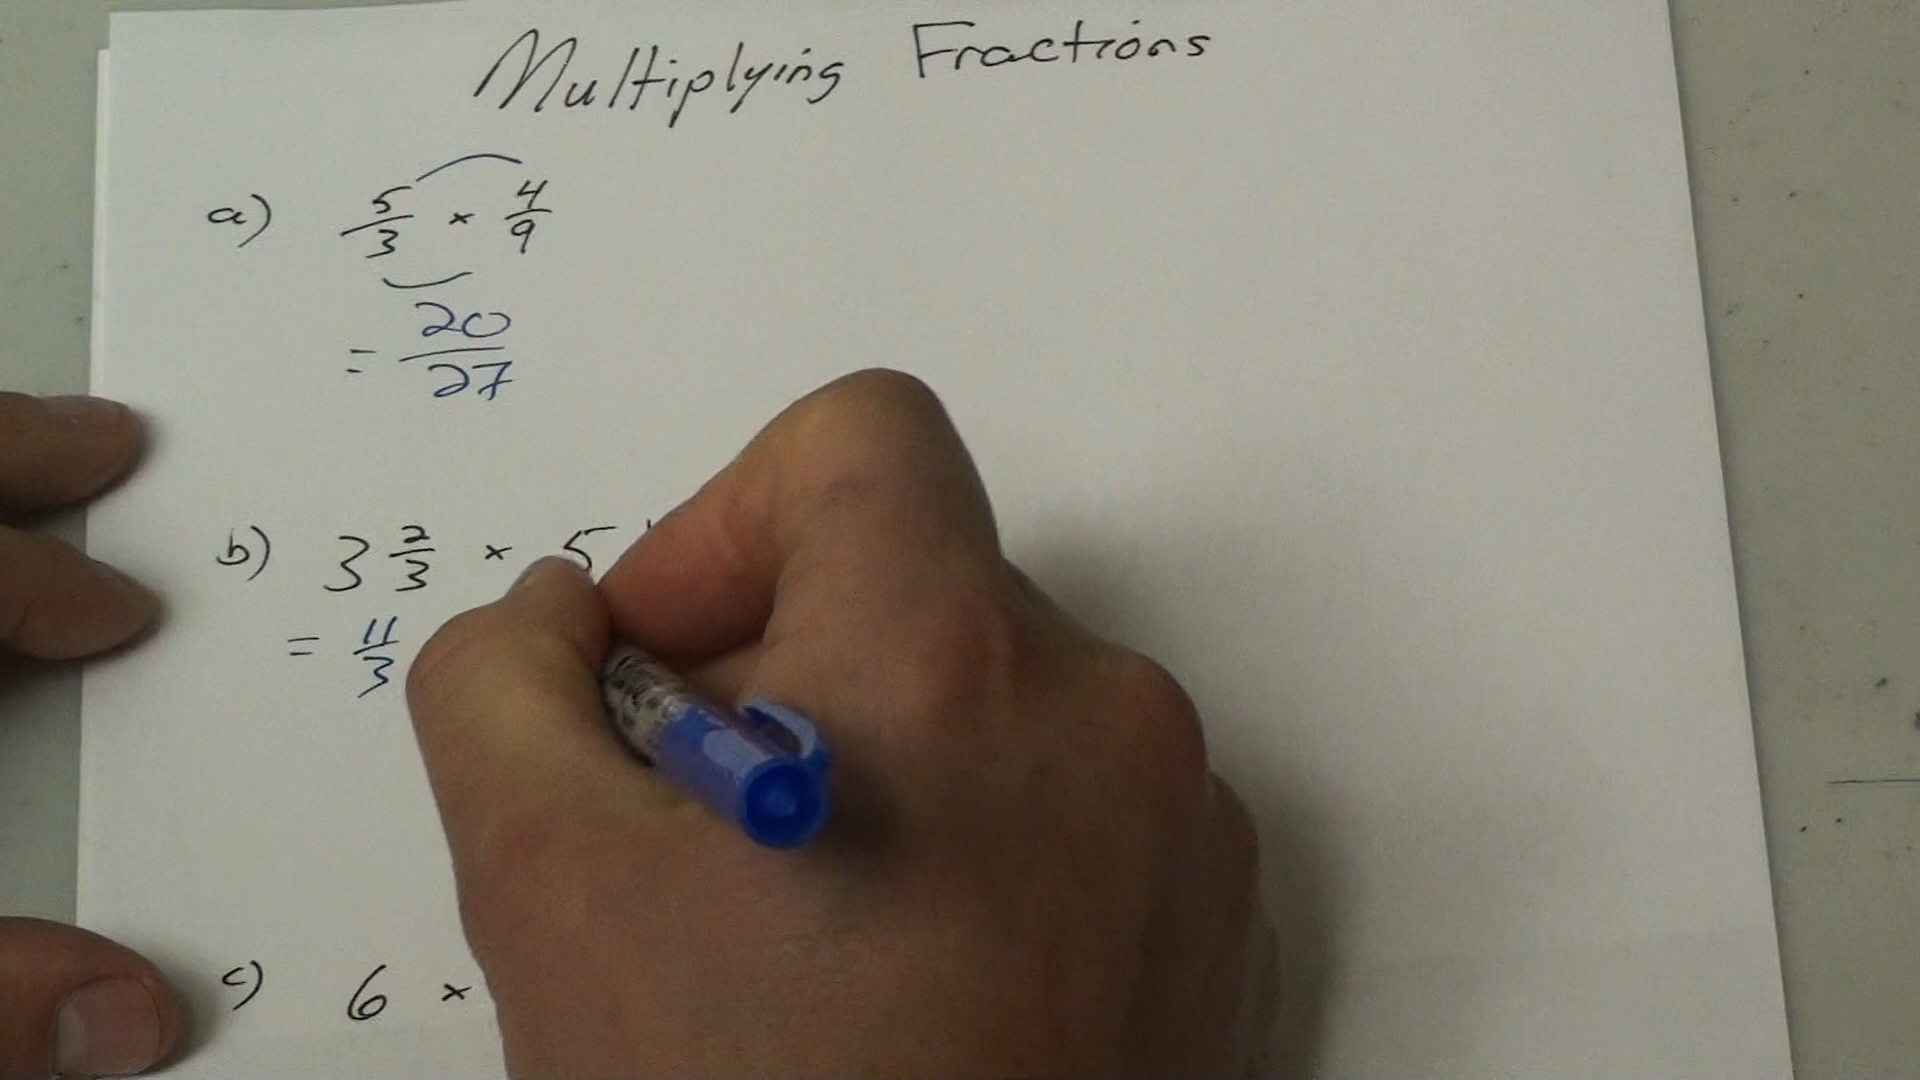 Multiplying Fractions
a) 5/3 × 4/9
= 20/27
b) 3 2/3 × 5
= 11/3
c) 6 ×